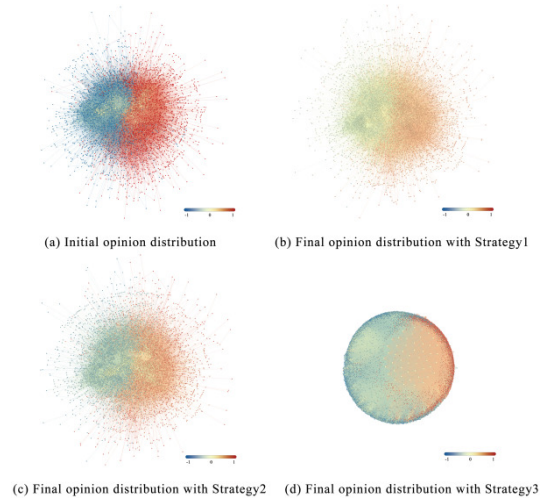 -1 0 1
(a) Initial opinion distribution
-1 0 1
(b) Final opinion distribution with Strategy1
-1 0 1
(c) Final opinion distribution with Strategy2
-1 0 1
(d) Final opinion distribution with Strategy3